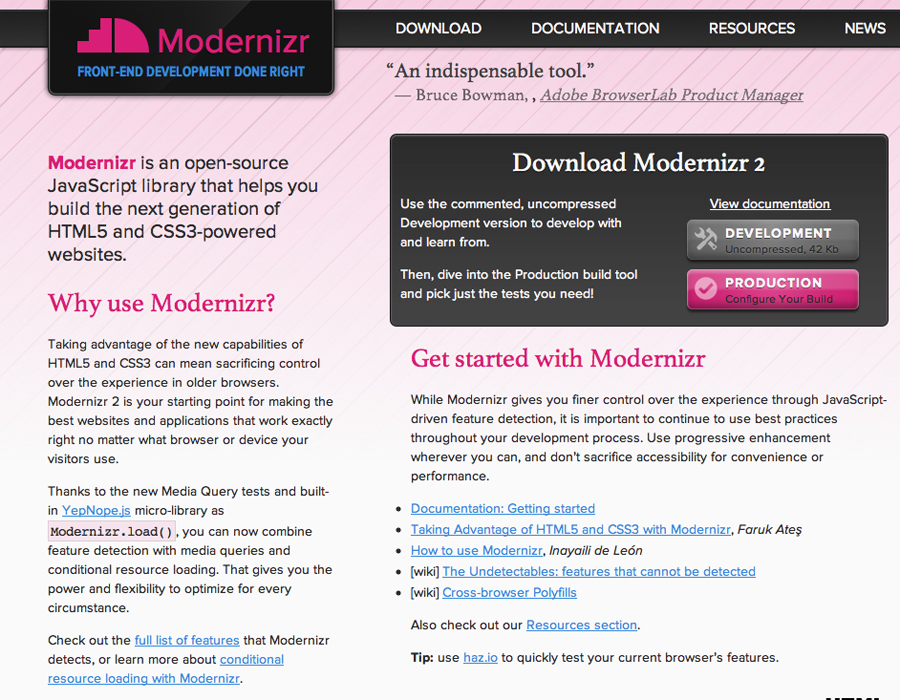 Modernizr
FRONT-END DEVELOPMENT DONE RIGHT
DOWNLOAD DOCUMENTATION RESOURCES NEWS
“An indispensable tool.”
— Bruce Bowman, , Adobe BrowserLab Product Manager
Modernizr is an open-source
JavaScript library that helps you
build the next generation of
HTML5 and CSS3-powered
websites.
Why use Modernizr?
Taking advantage of the new capabilities of
HTML5 and CSS3 can mean sacrificing control
over the experience in older browsers.
Modernizr 2 is your starting point for making the
best websites and applications that work exactly
right no matter what browser or device your
visitors use.
Thanks to the new Media Query tests and built-
in YepNope.js micro-library as
Modernizr.load(), you can now combine
feature detection with media queries and
conditional resource loading. That gives you the
power and flexibility to optimize for every
circumstance.
Check out the full list of features that Modernizr
detects, or learn more about conditional
resource loading with Modernizr.
Download Modernizr 2
Use the commented, uncompressed
Development version to develop with
and learn from.
Then, dive into the Production build tool
and pick just the tests you need!
View documentation
DEVELOPMENT
Uncompressed, 42 Kb
PRODUCTION
Configure Your Build
Get started with Modernizr
While Modernizr gives you finer control over the experience through JavaScript-
driven feature detection, it is important to continue to use best practices
throughout your development process. Use progressive enhancement
wherever you can, and don’t sacrifice accessibility for convenience or
performance.
• Documentation: Getting started
• Taking Advantage of HTML5 and CSS3 with Modernizr, Faruk Ateş
• How to use Modernizr, Inayaili de León
• [wiki] The Undetectables: features that cannot be detected
• [wiki] Cross-browser Polyfills
Also check out our Resources section.
Tip: use haz.io to quickly test your current browser’s features.